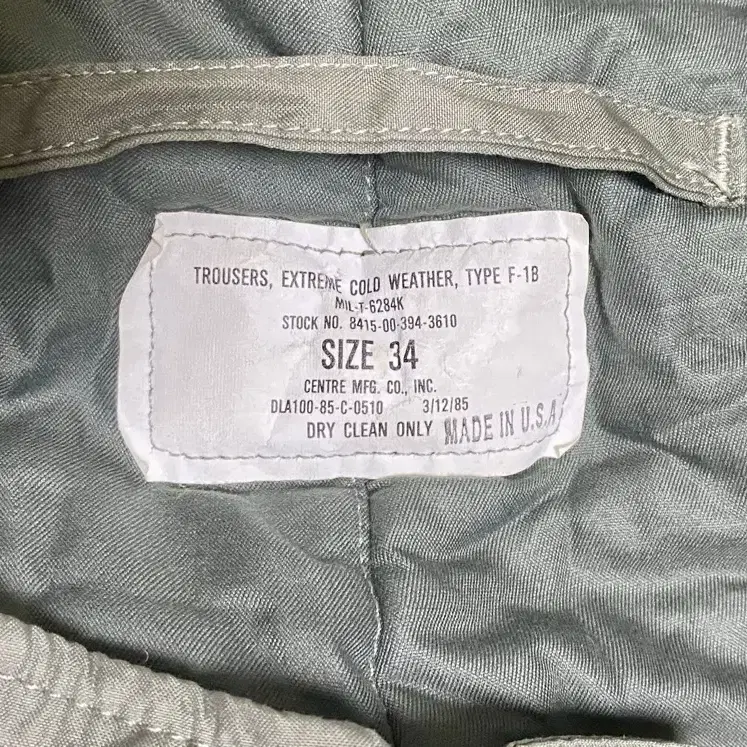 TROUSERS, EXTREME COLD WEATHER, TYPE F-1B
MIL-T-6284K
STOCK NO. 8415-00-394-3610
SIZE 34
CENTRE MFG. CO., INC.
DLA100-85-C-0510 3/12/85
DRY CLEAN ONLY MADE IN U.S.A